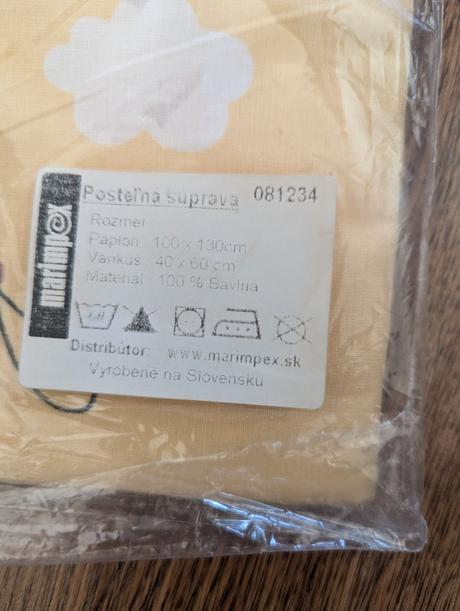 marimpex
Posteľná súprava 081234
Rozmer
Paplon : 100 x 130cm
Vankúš : 40 x 60 cm
Materiál : 100 % Bavlna
Distribútor: www.marimpex.sk
Vyrobené na Slovensku